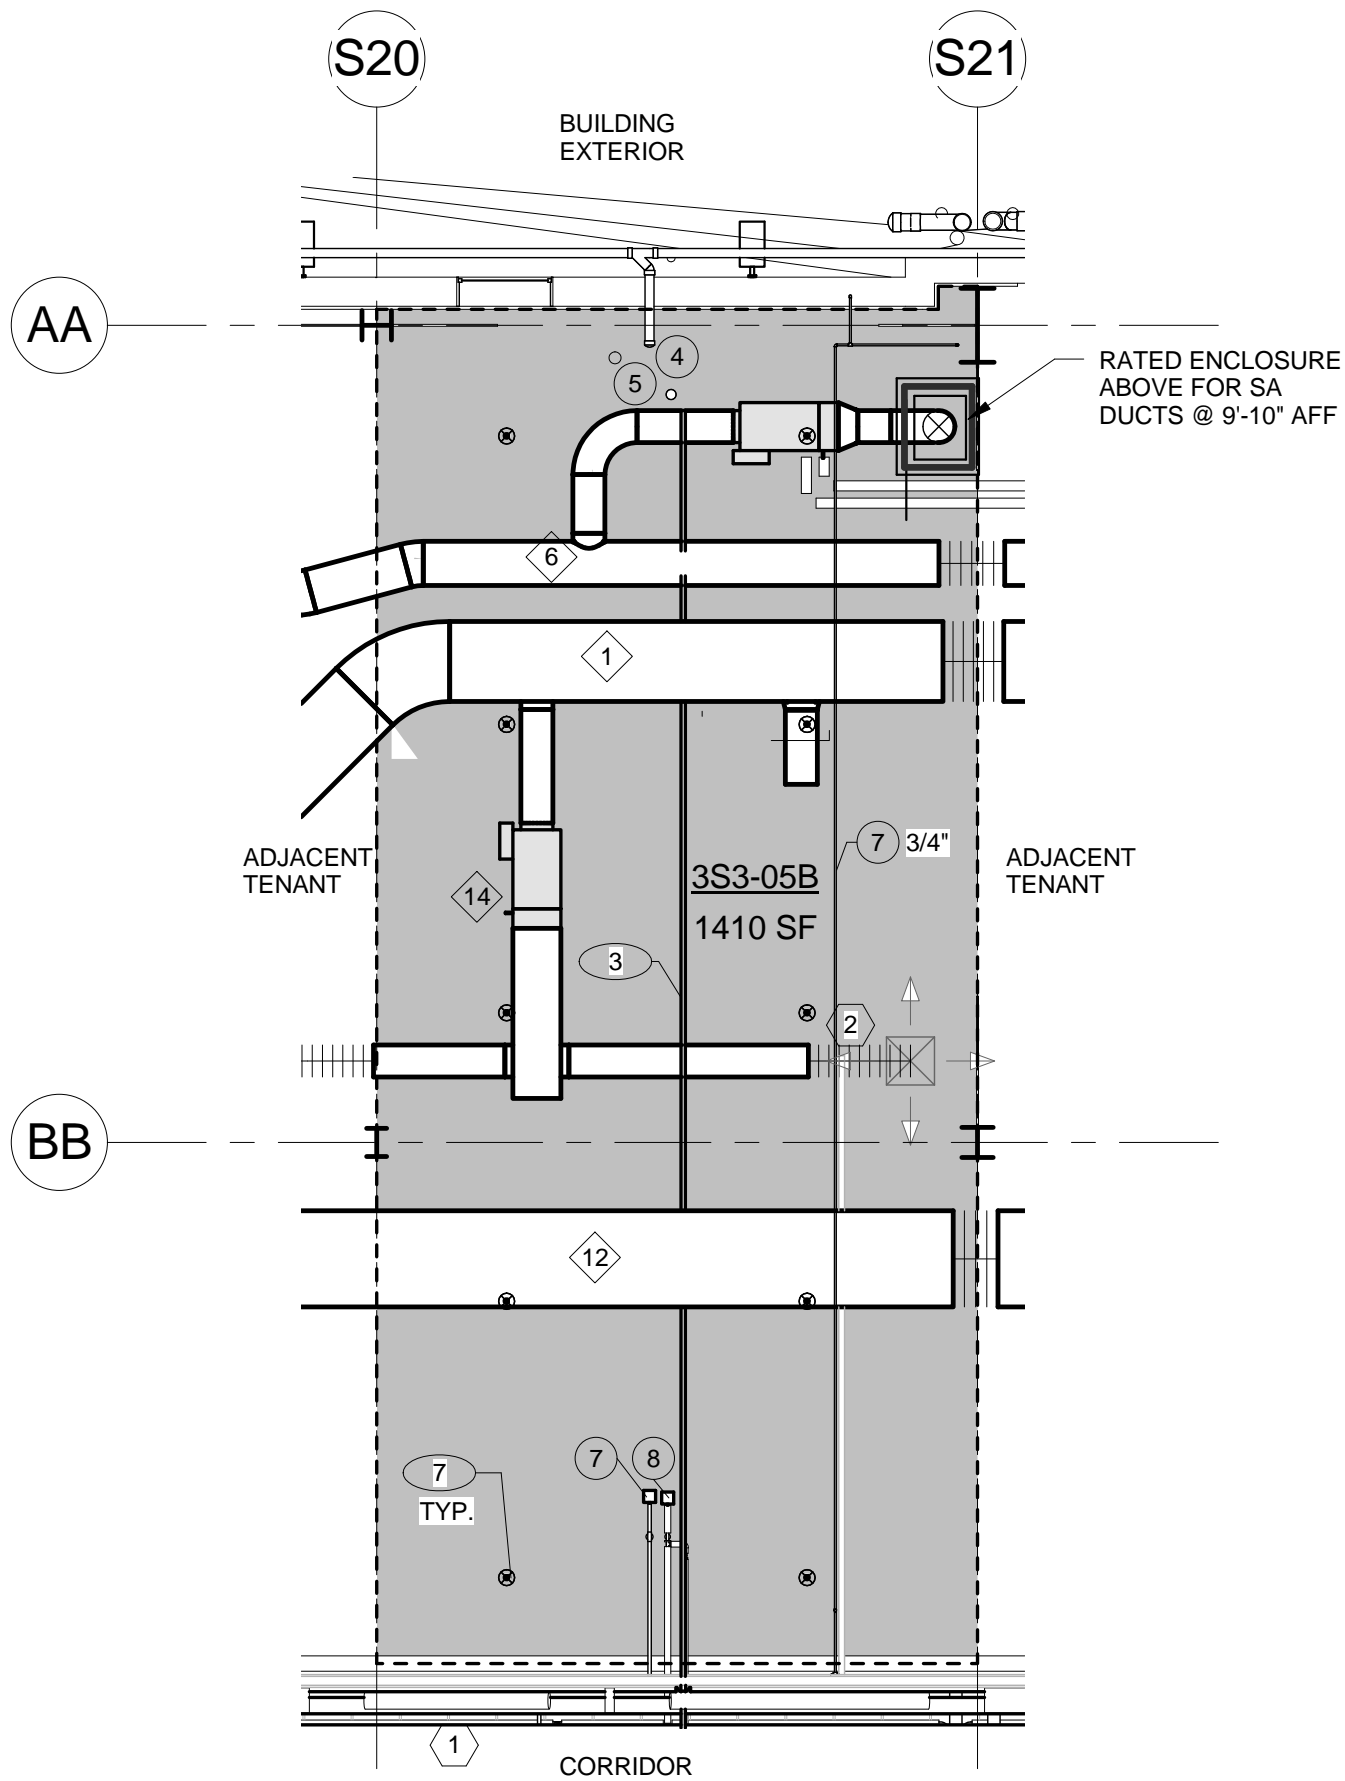 S20
S21
BUILDING
EXTERIOR
AA
4
5
RATED ENCLOSURE
ABOVE FOR SA
DUCTS @ 9'-10" AFF
6
1
7 3/4"
ADJACENT
TENANT
ADJACENT
TENANT
3S3-05B
14
1410 SF
3
2
BB
12
7
8
7
TYP.
1
CORRIDOR